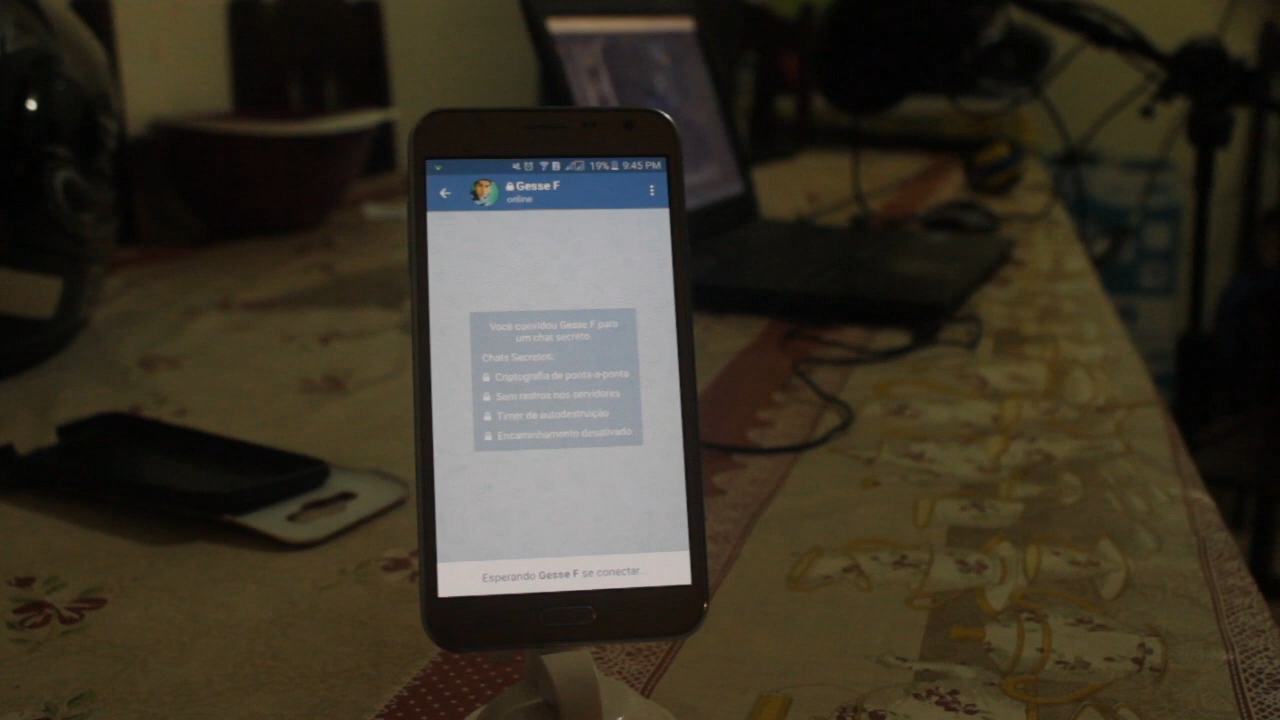 19% 9:45 PM
Gesse F
online
Você convidou Gesse F para
um chat secreto
Chats Secretos:
Criptografia de ponta-a-ponta
Sem rastros nos servidores
Timer de autodestruição
Encaminhamento desativado
Esperando Gesse F se conectar...